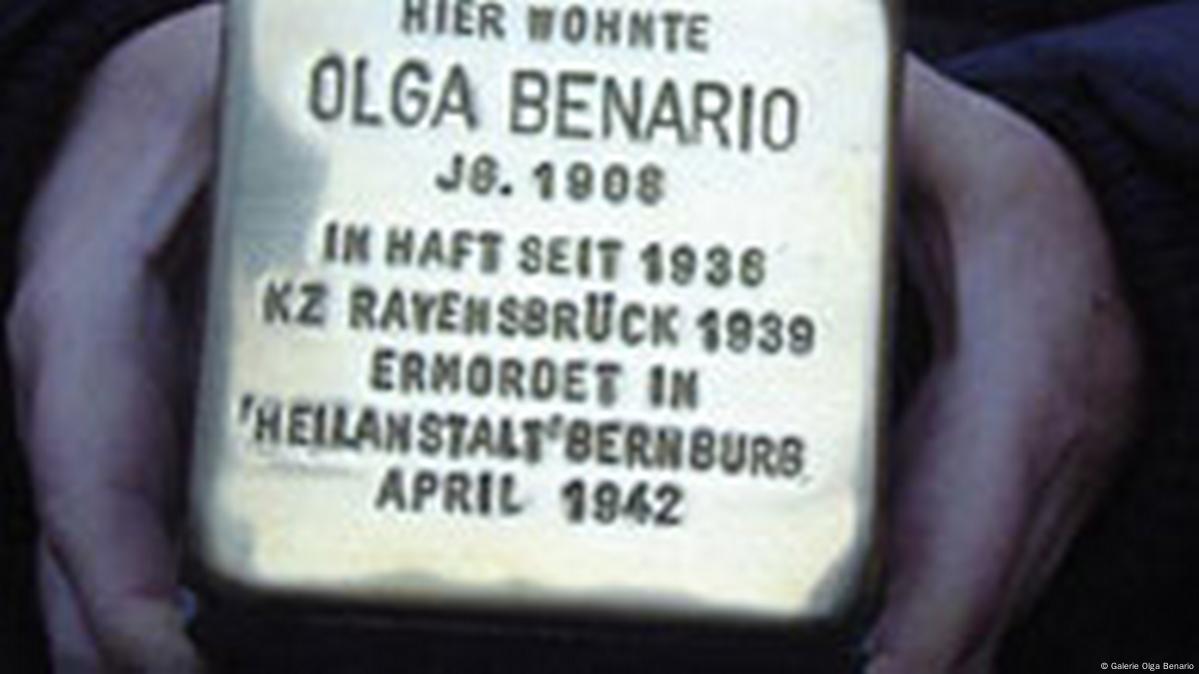 HIER WOHNTE
OLGA BENARIO
JG. 1908
IN HAFT SEIT 1936
KZ RAVENSBRÜCK 1939
ERMORDET IN
"HEILANSTALT" BERNBURG
APRIL 1942
© Galerie Olga Benario